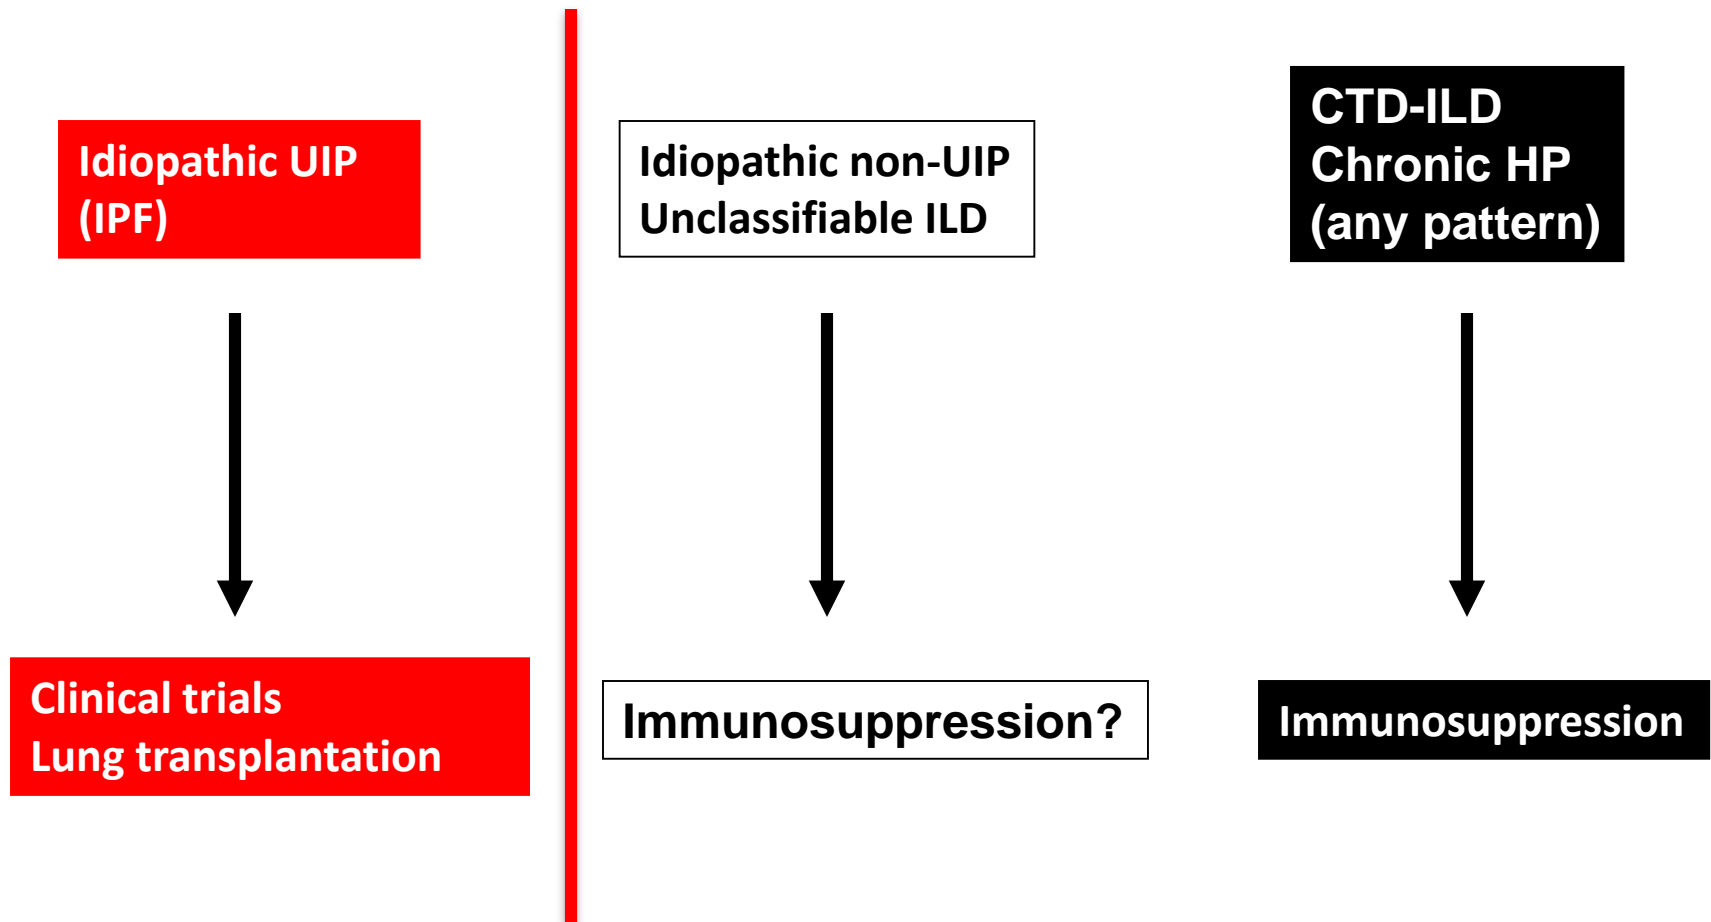 Idiopathic UIP
(IPF)
Idiopathic non-UIP
Unclassifiable ILD
CTD-ILD
Chronic HP
(any pattern)
Clinical trials
Lung transplantation
Immunosuppression?
Immunosuppression